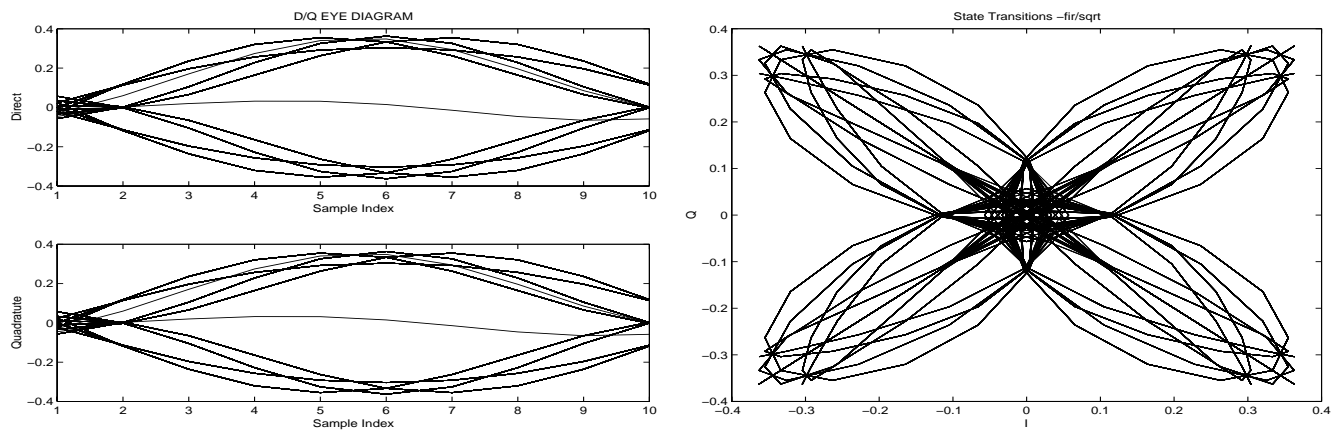 D/Q EYE DIAGRAM
0.4
0.2
0
−0.2
−0.4
Direct
1 2 3 4 5 6 7 8 9 10
Sample Index
0.4
0.2
0
−0.2
−0.4
Quadratute
1 2 3 4 5 6 7 8 9 10
Sample Index
State Transitions −fir/sqrt
0.4
0.3
0.2
0.1
0
−0.1
−0.2
−0.3
−0.4
Q
−0.4 −0.3 −0.2 −0.1 0 0.1 0.2 0.3 0.4
I